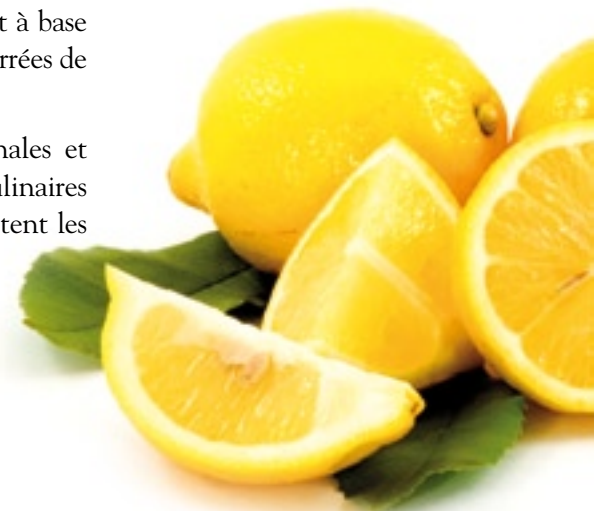 t à base
rrées de
nales et
ulinaires
tent les